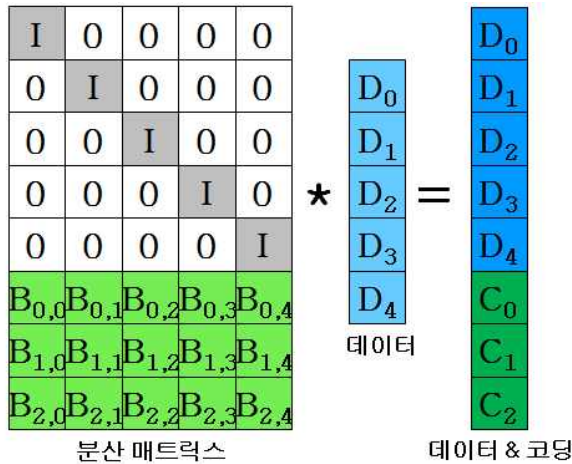 I 0 0 0 0 D₀
0 I 0 0 0 D₀ D₁
0 0 I 0 0 D₁ D₂
0 0 0 I 0 * D₂ = D₃
0 0 0 0 I D₃ D₄
B₀,₀ B₀,₁ B₀,₂ B₀,₃ B₀,₄ D₄ C₀
B₁,₀ B₁,₁ B₁,₂ B₁,₃ B₁,₄ 데이터 C₁
B₂,₀ B₂,₁ B₂,₂ B₂,₃ B₂,₄ C₂
분산 매트릭스 데이터 & 코딩